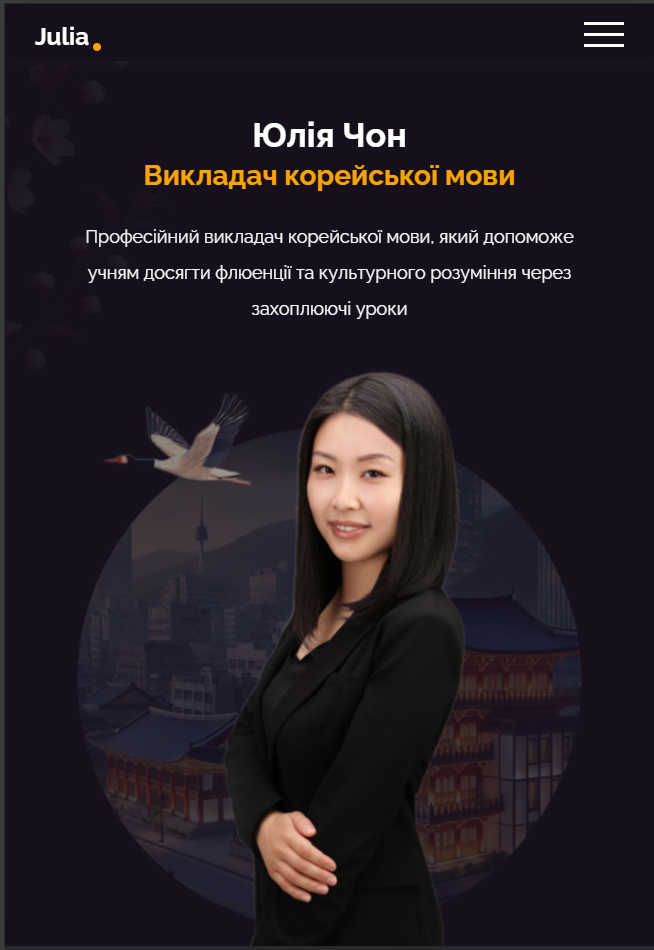 Julia
Юлія Чон
Викладач корейської мови
Професійний викладач корейської мови, який допоможе
учням досягти флюенції та культурного розуміння через
захоплюючі уроки